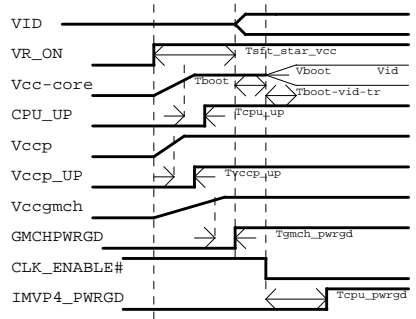 VID
VR_ON
Tsft_star_vcc
Vcc-core
Tboot
Vboot
Vid
Tboot-vid-tr
CPU_UP
Tcpu_up
Vccp
Vccp_UP
Tvccp_up
Vccgmch
GMCHPWRGD
Tgmch_pwrgd
CLK_ENABLE#
IMVP4_PWRGD
Tcpu_pwrgd